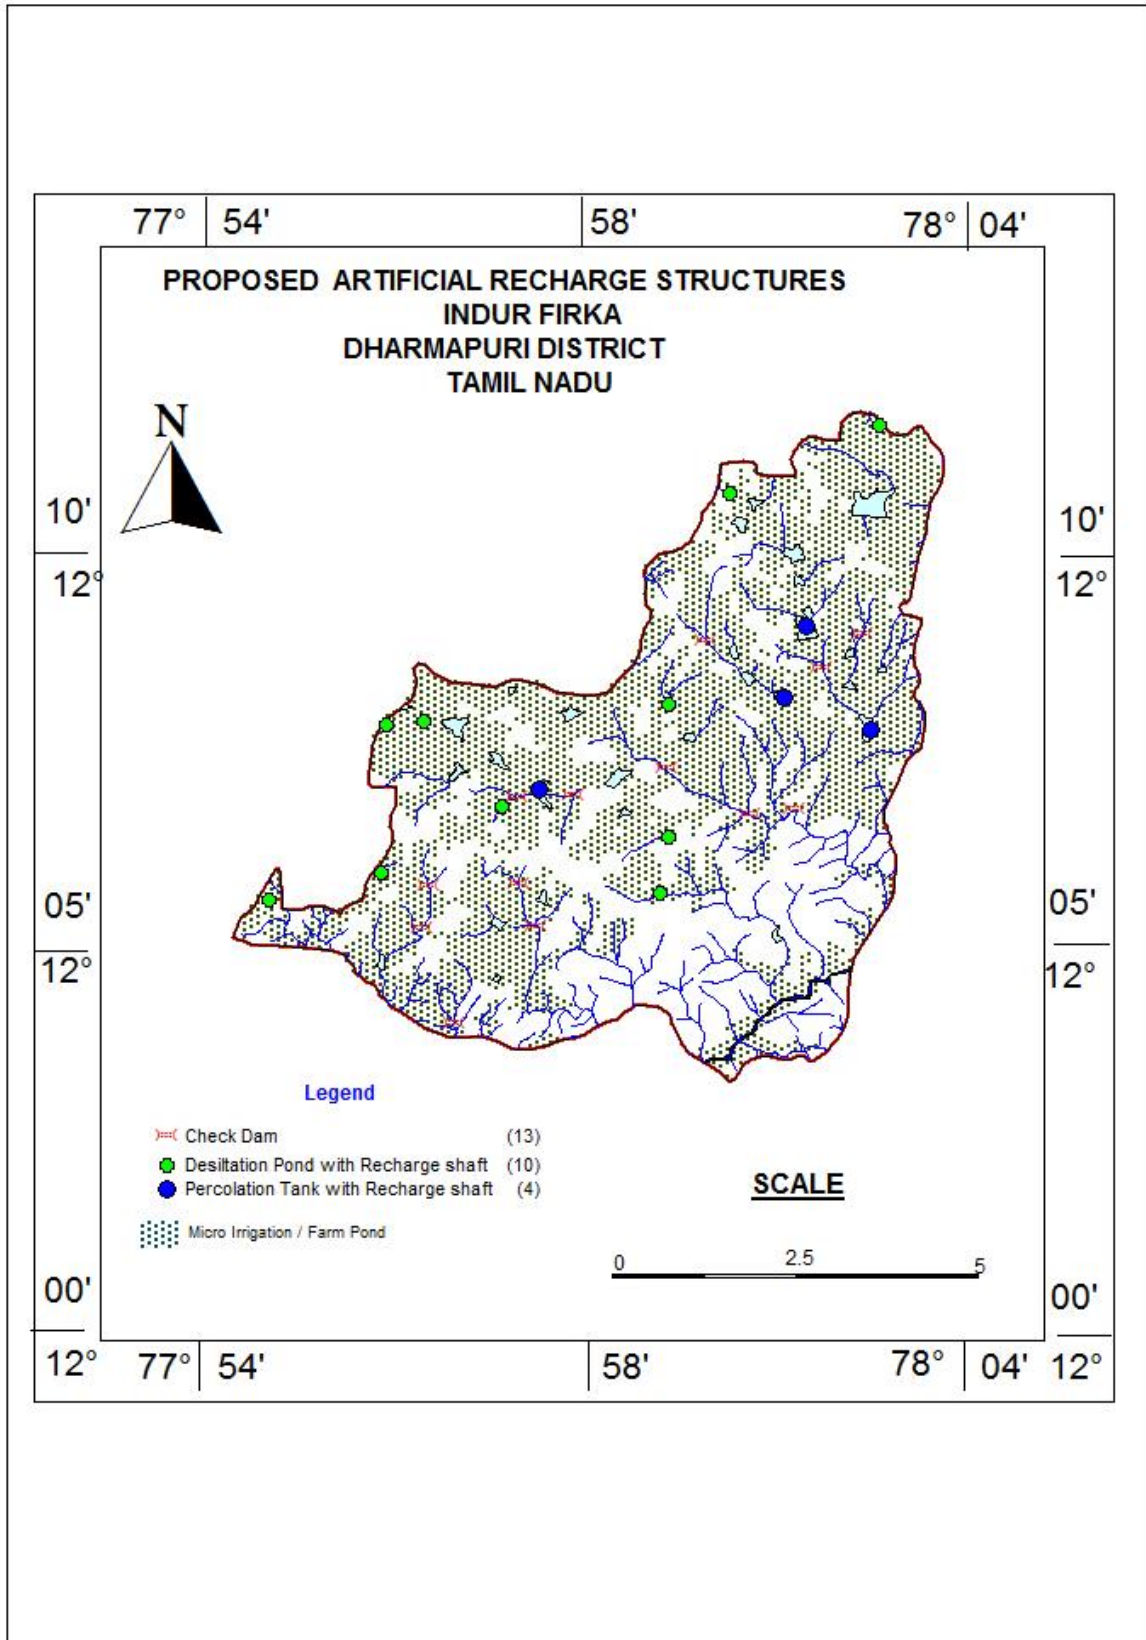 77° 54' 58' 78° 04'
PROPOSED ARTIFICIAL RECHARGE STRUCTURES
INDUR FIRKA
DHARMAPURI DISTRICT
TAMIL NADU
N
10' 10'
12° 12°
05' 05'
12° 12°
Legend
Check Dam (13)
Desiltation Pond with Recharge shaft (10)
Percolation Tank with Recharge shaft (4)
SCALE
Micro Irrigation / Farm Pond
0 2.5 5
00' 00'
12° 77° 54' 58' 78° 04' 12°